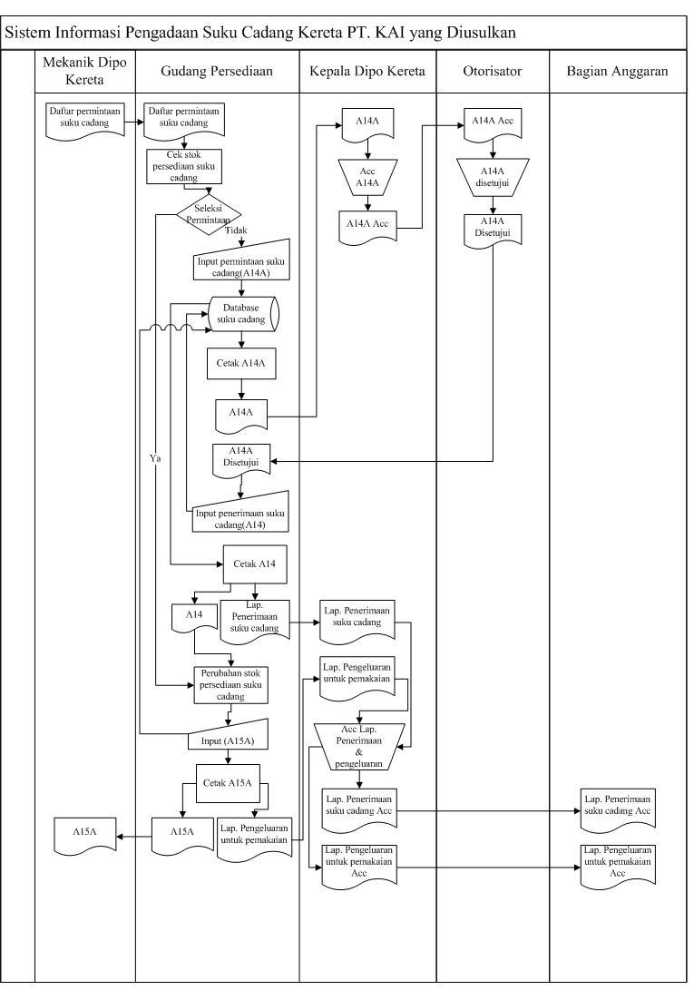 Sistem Informasi Pengadaan Suku Cadang Kereta PT. KAI yang Diusulkan
Mekanik Dipo
Kereta
Gudang Persediaan
Kepala Dipo Kereta
Otorisator
Bagian Anggaran
Daftar permintaan
suku cadang
Daftar permintaan
suku cadang
A14A
A14A Acc
Cek stok
persediaan suku
cadang
Acc
A14A
A14A
disetujui
Seleksi
Permintaan
A14A Acc
A14A
Disetujui
Tidak
Input permintaan suku
cadang(A14A)
Database
suku cadang
Cetak A14A
A14A
Ya
A14A
Disetujui
Input penerimaan suku
cadang(A14)
Cetak A14
A14
Lap.
Penerimaan
suku cadang
Lap. Penerimaan
suku cadang
Perubahan stok
persediaan suku
cadang
Lap. Pengeluaran
untuk pemakaian
Input (A15A)
Acc Lap.
Penerimaan
&
pengeluaran
Cetak A15A
Lap. Penerimaan
suku cadang Acc
Lap. Penerimaan
suku cadang Acc
A15A
A15A
Lap. Pengeluaran
untuk pemakaian
Lap. Pengeluaran
untuk pemakaian
Acc
Lap. Pengeluaran
untuk pemakaian
Acc